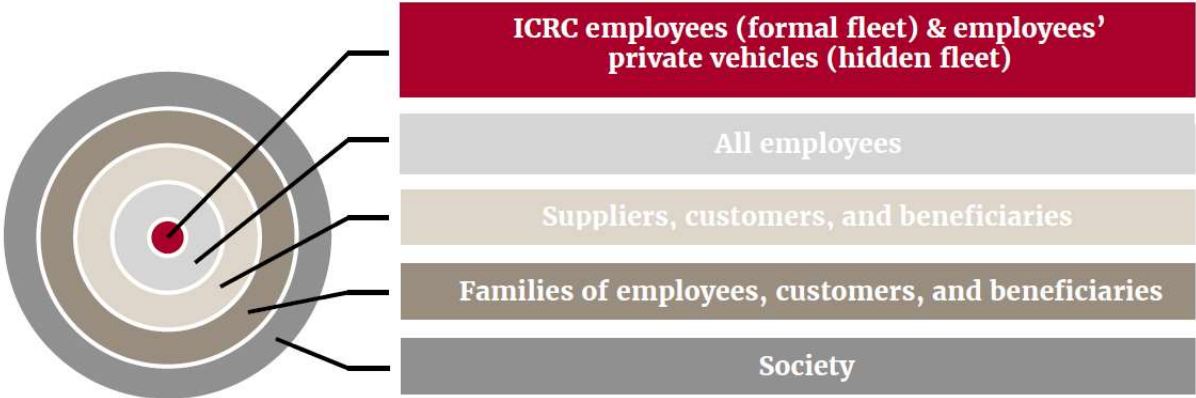 ICRC employees (formal fleet) & employees’
private vehicles (hidden fleet)
All employees
Suppliers, customers, and beneficiaries
Families of employees, customers, and beneficiaries
Society